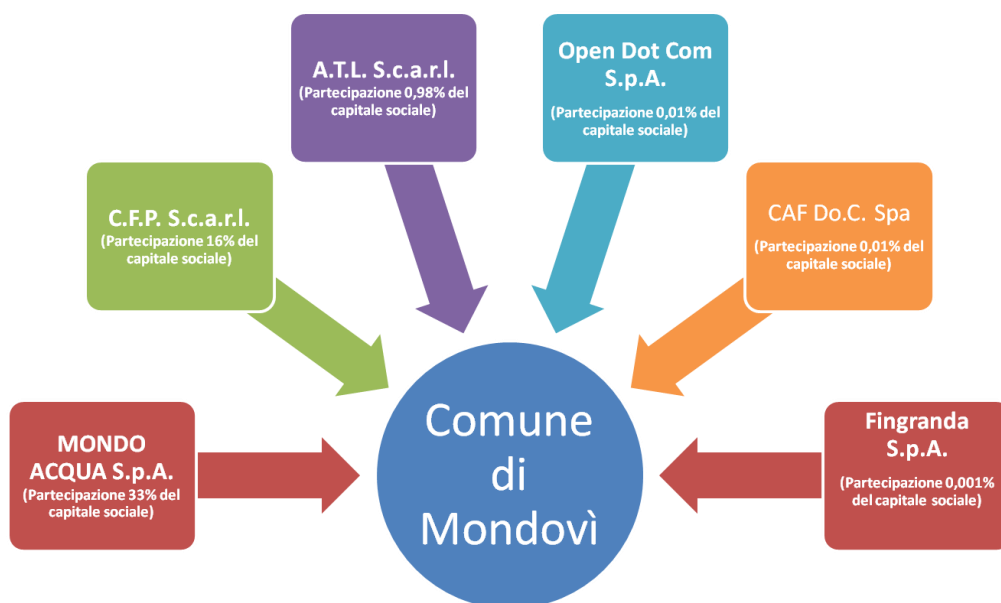 A.T.L. S.c.a.r.l.
(Partecipazione 0,98% del
capitale sociale)
Open Dot Com
S.p.A.
(Partecipazione 0,01% del
capitale sociale)
C.F.P. S.c.a.r.l.
(Partecipazione 16% del
capitale sociale)
CAF Do.C. Spa
(Partecipazione 0,01% del
capitale sociale)
MONDO
ACQUA S.p.A.
(Partecipazione 33% del
capitale sociale)
Comune
di
Mondovì
Fingranda
S.p.A.
(Partecipazione 0,001%
del capitale sociale)